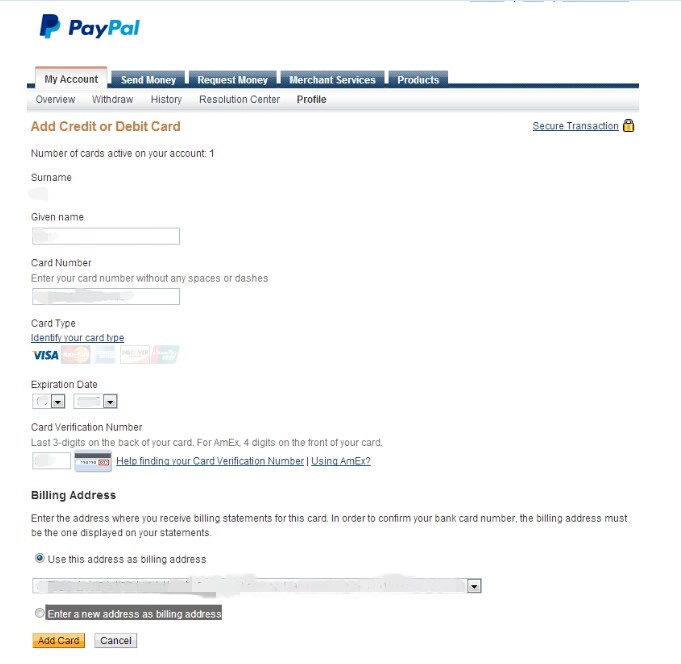 PayPal
My Account Send Money Request Money Merchant Services Products
Overview Withdraw History Resolution Center Profile
Add Credit or Debit Card Secure Transaction
Number of cards active on your account: 1
Surname
Given name
Card Number
Enter your card number without any spaces or dashes
Card Type
Identify your card type
VISA MasterCard DISCOVER
Expiration Date
Card Verification Number
Last 3-digits on the back of your card. For AmEx, 4 digits on the front of your card.
Help finding your Card Verification Number | Using AmEx?
Billing Address
Enter the address where you receive billing statements for this card. In order to confirm your bank card number, the billing address must
be the one displayed on your statements.
Use this address as billing address
Enter a new address as billing address
Add Card Cancel